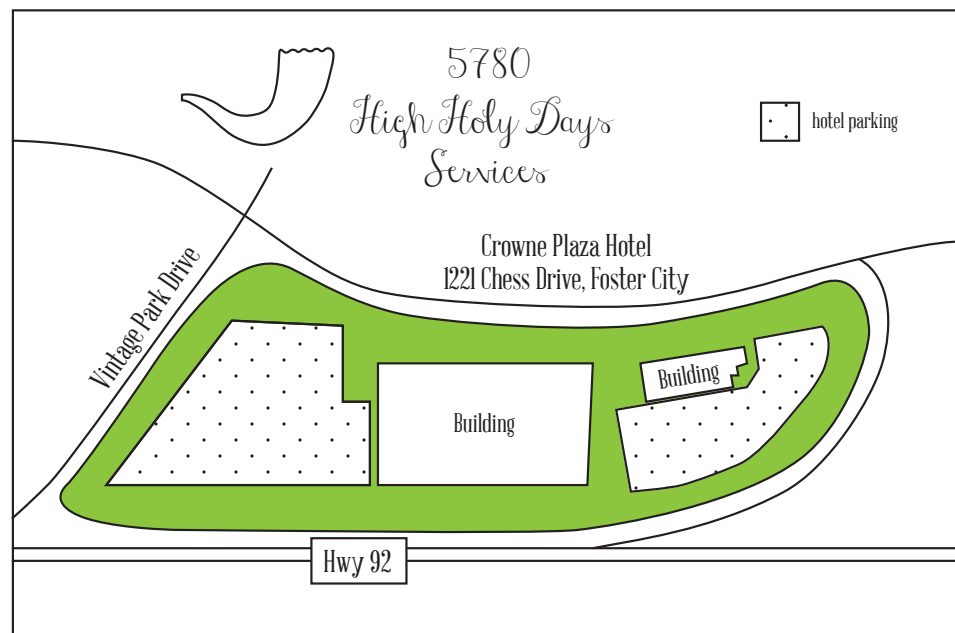 5780
High Holy Days
Services
hotel parking
Crowne Plaza Hotel
1221 Chess Drive, Foster City
Vintage Park Drive
Building
Building
Hwy 92